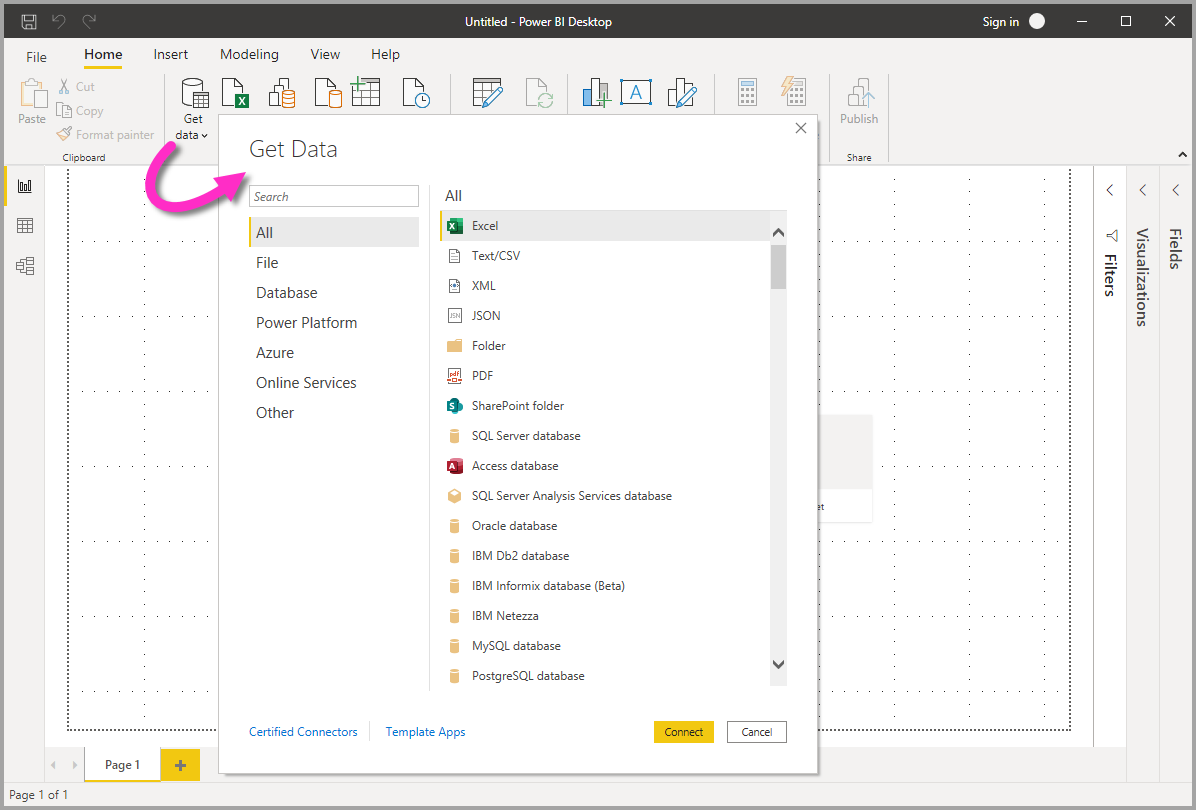 Untitled - Power BI Desktop
Sign in
File
Home
Insert
Modeling
View
Help
Paste
Cut
Copy
Format painter
Clipboard
Get
data
Publish
Share
Get Data
Search
All
File
Database
Power Platform
Azure
Online Services
Other
All
Excel
Text/CSV
XML
JSON
Folder
PDF
SharePoint folder
SQL Server database
Access database
SQL Server Analysis Services database
Oracle database
IBM Db2 database
IBM Informix database (Beta)
IBM Netezza
MySQL database
PostgreSQL database
Certified Connectors
Template Apps
Connect
Cancel
Filters
Visualizations
Fields
Page 1
Page 1 of 1